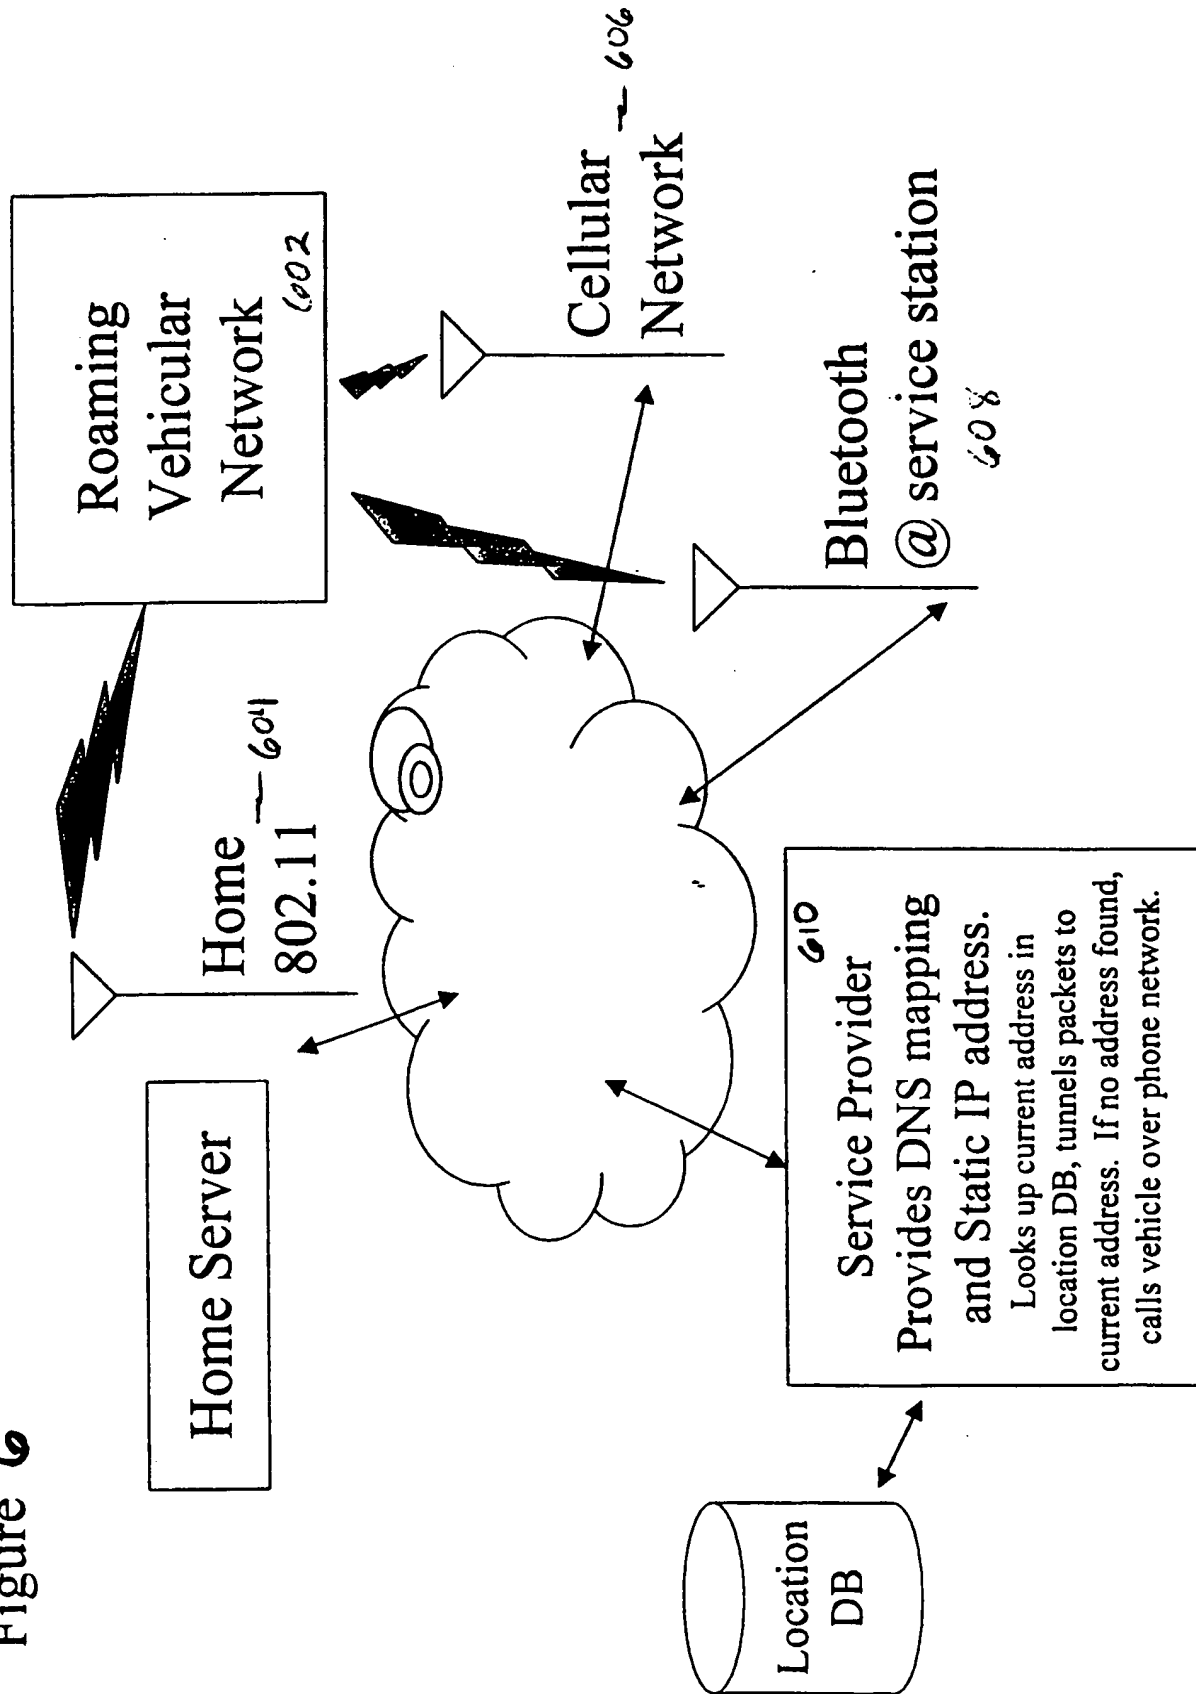 Figure 6
Home Server
Home 604
802.11
Roaming
Vehicular
Network
602
Cellular 606
Network
Bluetooth
@ service station
608
Location
DB
610
Service Provider
Provides DNS mapping
and Static IP address.
Looks up current address in
location DB, tunnels packets to
current address. If no address found,
calls vehicle over phone network.